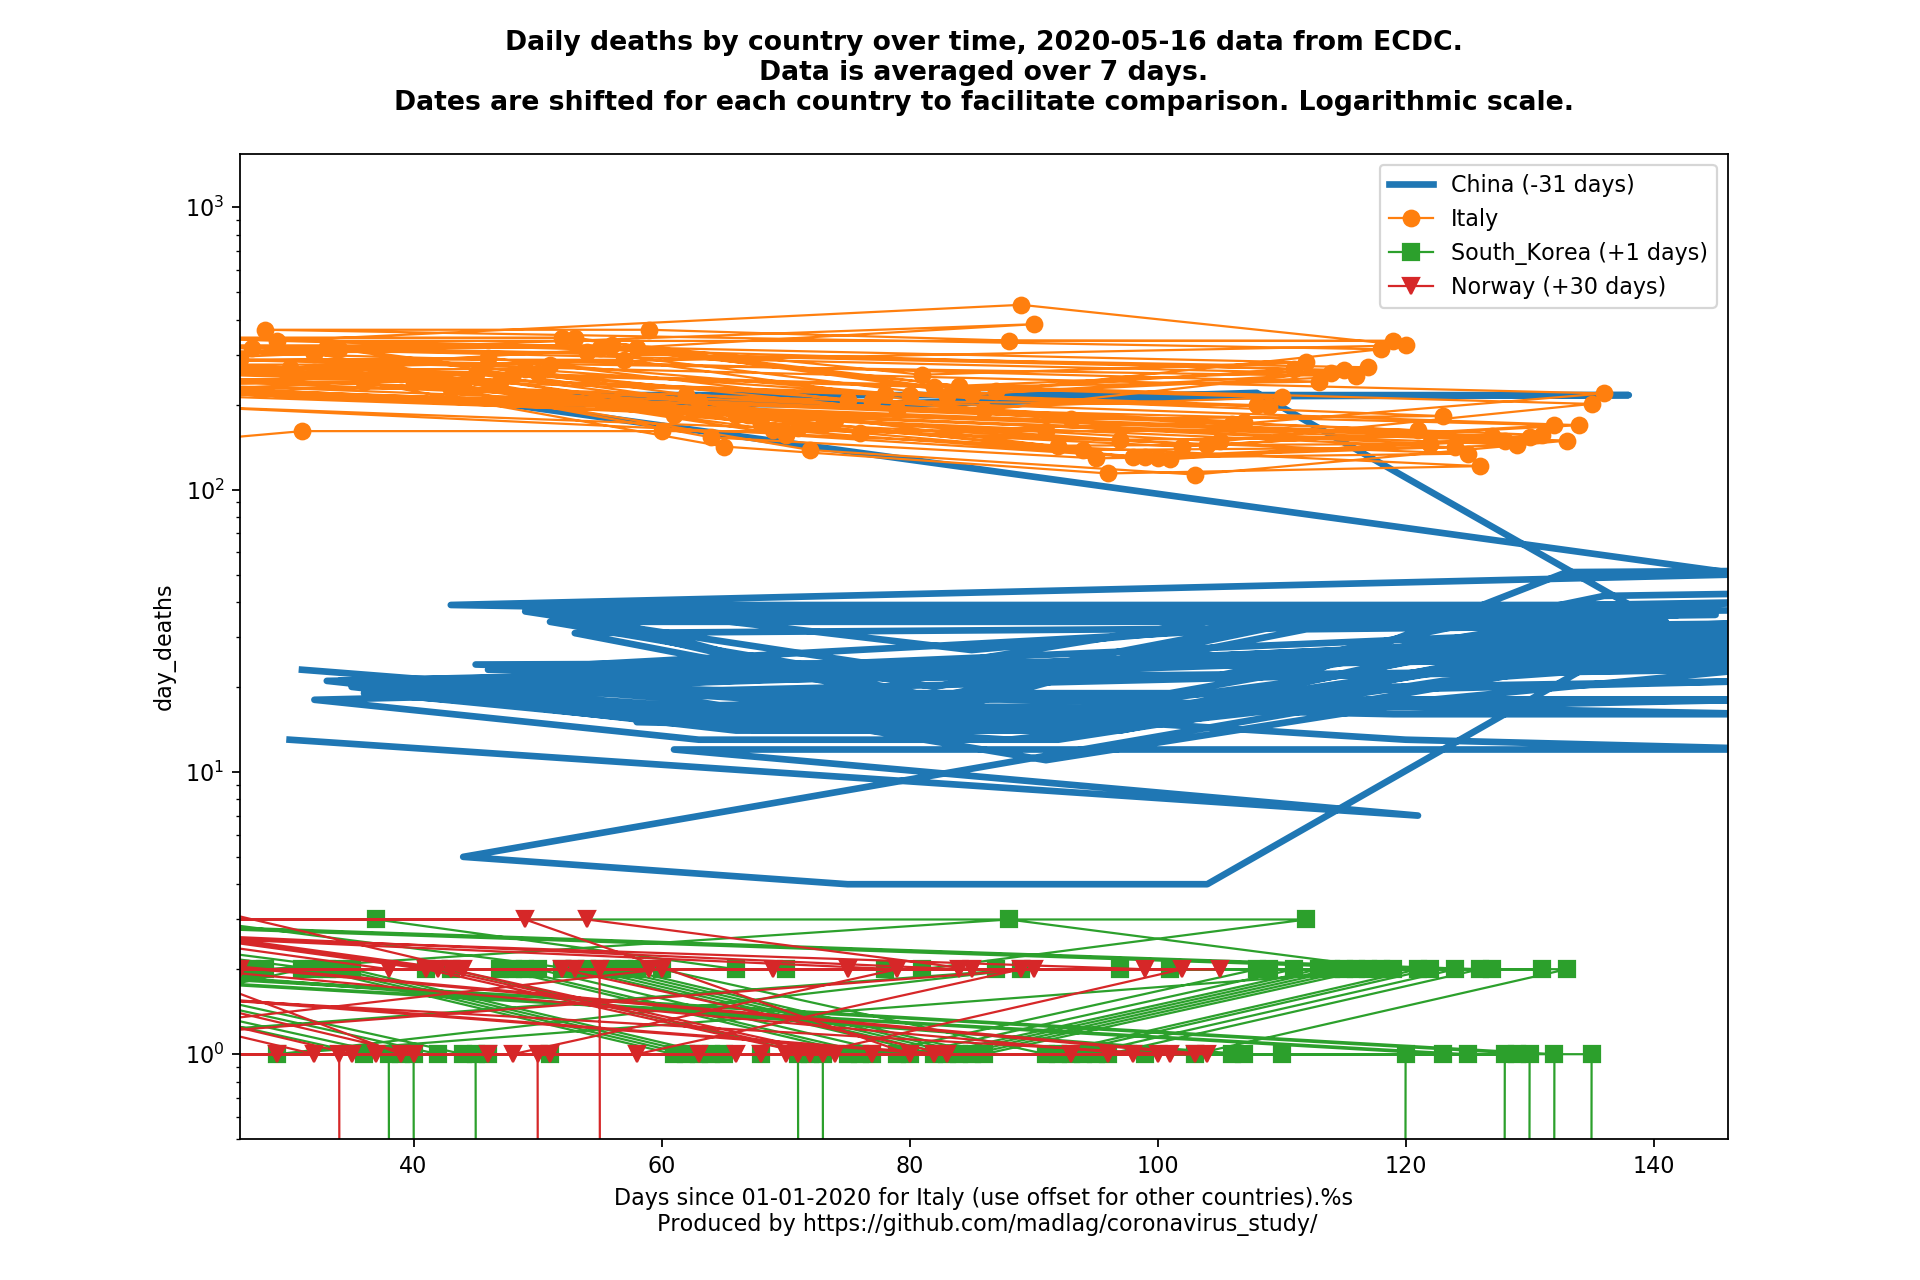 Daily deaths by country over time, 2020-05-16 data from ECDC.
Data is averaged over 7 days.
Dates are shifted for each country to facilitate comparison. Logarithmic scale.
China (-31 days)
Italy
South_Korea (+1 days)
Norway (+30 days)
day_deaths
10³
10²
10¹
10⁰
40 60 80 100 120 140
Days since 01-01-2020 for Italy (use offset for other countries).%s
Produced by https://github.com/madlag/coronavirus_study/